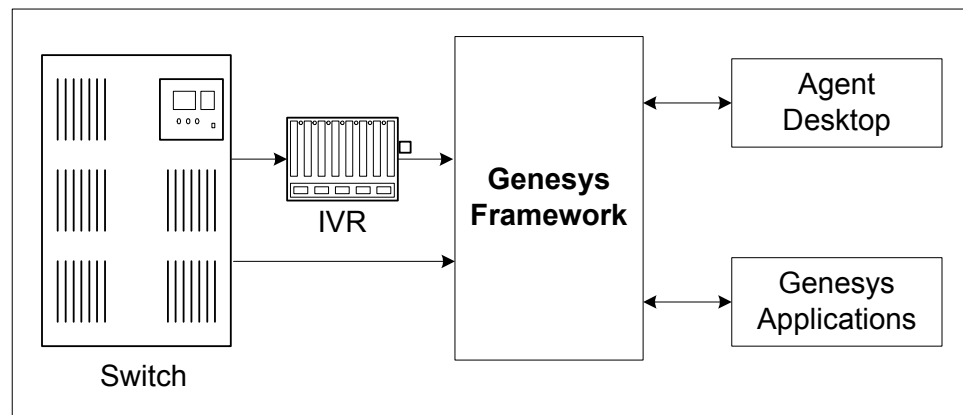 Switch
IVR
Genesys
Framework
Agent
Desktop
Genesys
Applications